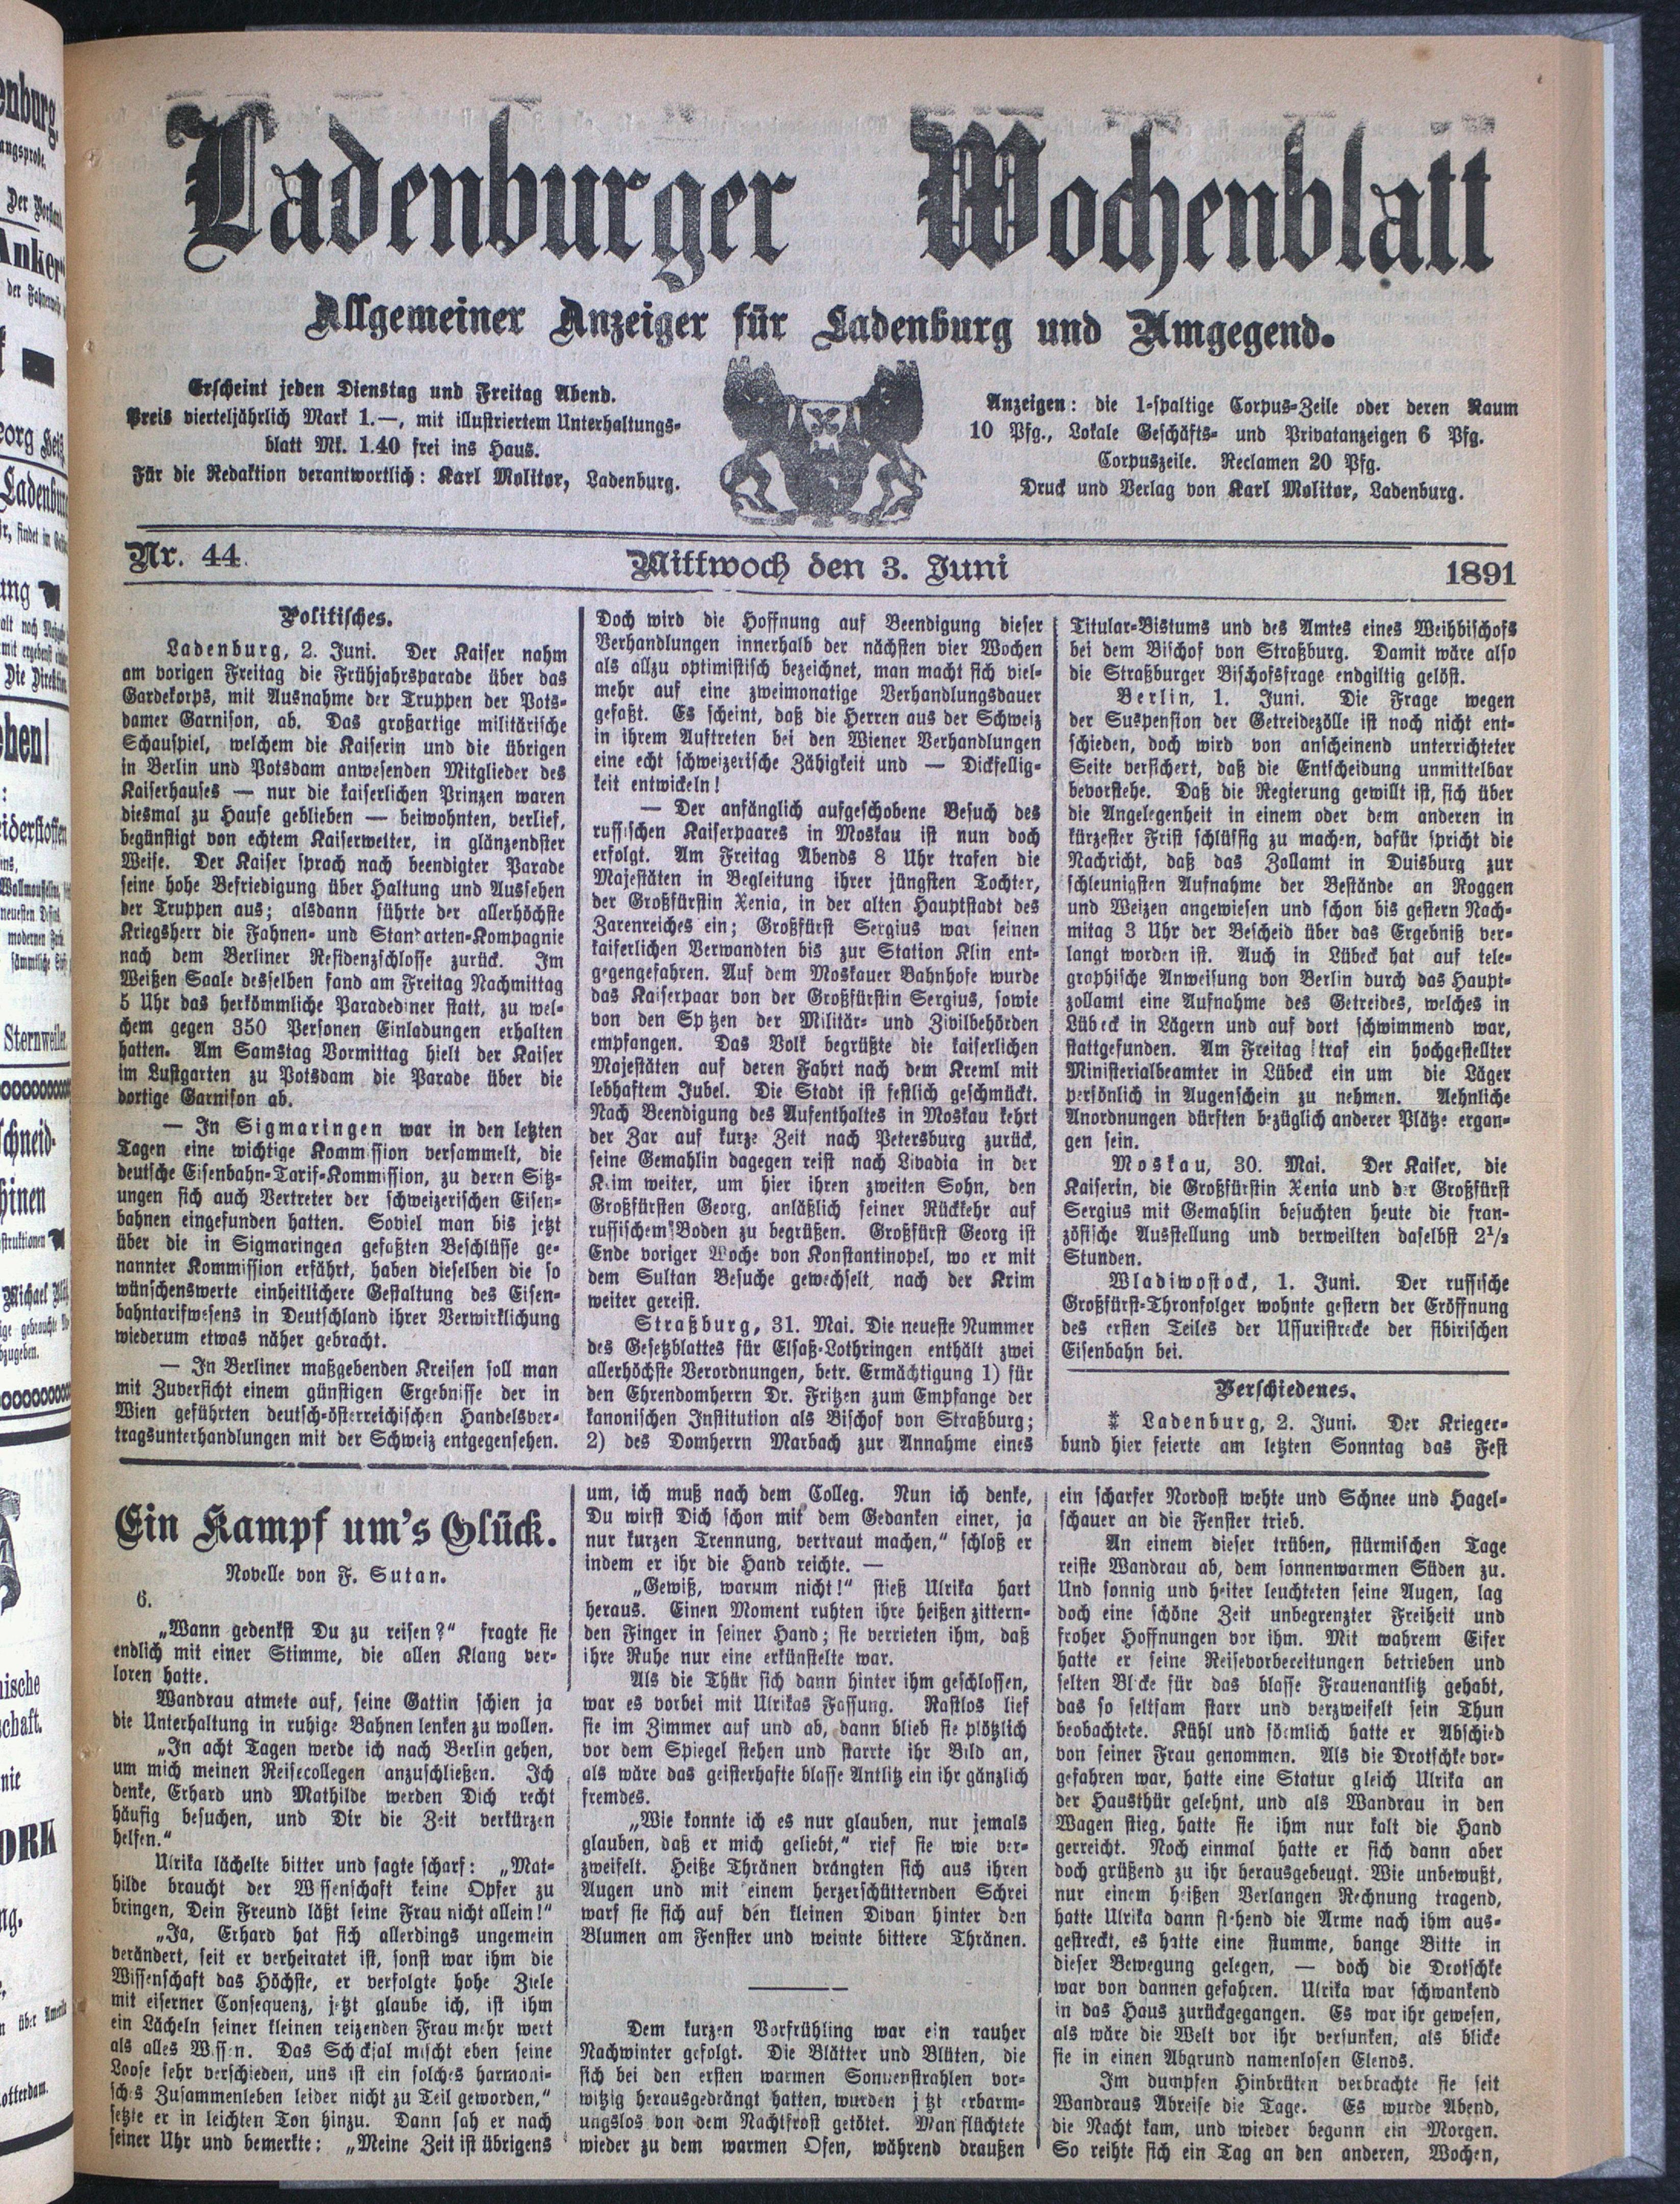 Ladenburger Wochenblatt
Allgemeiner Anzeiger für Ladenburg und Umgegend.
Erscheint jeden Dienstag und Freitag Abend.
Preis vierteljährlich Mark 1.—, mit illustriertem Unterhaltungs-
blatt Mk. 1.40 frei ins Haus.
Für die Redaktion verantwortlich: Karl Molitor, Ladenburg.
Anzeigen: die 1-spaltige Corpus-Zeile oder deren Raum
10 Pfg., Lokale Geschäfts- und Privatanzeigen 6 Pfg.
Corpuszeile. Reclamen 20 Pfg.
Druck und Verlag von Karl Molitor, Ladenburg.
Nr. 44.
Mittwoch den 3. Juni
1891
Politisches.
Ladenburg, 2. Juni. Der Kaiser nahm
am vorigen Freitag die Frühjahrsparade über das
Gardekorps, mit Ausnahme der Truppen der Pots-
damer Garnison, ab. Das großartige militärische
Schauspiel, welchem die Kaiserin und die übrigen
in Berlin und Potsdam anwesenden Mitglieder des
Kaiserhauses — nur die kaiserlichen Prinzen waren
diesmal zu Hause geblieben — beiwohnten, verlief,
begünstigt von echtem Kaiserwetter, in glänzendster
Weise. Der Kaiser sprach nach beendigter Parade
seine hohe Befriedigung über Haltung und Aussehen
der Truppen aus; alsdann führte der allerhöchste
Kriegsherr die Fahnen- und Standarten-Kompagnie
nach dem Berliner Residenzschlosse zurück. Im
Weißen Saale desselben fand am Freitag Nachmittag
5 Uhr das herkömmliche Paradediner statt, zu wel-
chem gegen 350 Personen Einladungen erhalten
hatten. Am Samstag Vormittag hielt der Kaiser
im Lustgarten zu Potsdam die Parade über die
dortige Garnison ab.
— In Sigmaringen war in den letzten
Tagen eine wichtige Kommission versammelt, die
deutsche Eisenbahn-Tarif-Kommission, zu deren Sitz-
ungen sich auch Vertreter der schweizerischen Eisen-
bahnen eingefunden hatten. Soviel man bis jetzt
über die in Sigmaringen gefaßten Beschlüsse ge-
nannter Kommission erfährt, haben dieselben die so
wünschenswerte einheitlichere Gestaltung des Eisen-
bahntarifwesens in Deutschland ihrer Verwirklichung
wiederum etwas näher gebracht.
— In Berliner maßgebenden Kreisen soll man
mit Zuversicht einem günstigen Ergebnisse der in
Wien geführten deutsch-österreichischen Handelsver-
tragsunterhandlungen mit der Schweiz entgegensehen.
Doch wird die Hoffnung auf Beendigung dieser
Verhandlungen innerhalb der nächsten vier Wochen
als allzu optimistisch bezeichnet, man macht sich viel-
mehr auf eine zweimonatige Verhandlungsdauer
gefaßt. Es scheint, daß die Herren aus der Schweiz
in ihrem Auftreten bei den Wiener Verhandlungen
eine echt schweizerische Zähigkeit und — Dickfellig-
keit entwickeln!
— Der anfänglich aufgeschobene Besuch des
russischen Kaiserpaares in Moskau ist nun doch
erfolgt. Am Freitag Abends 8 Uhr trafen die
Majestäten in Begleitung ihrer jüngsten Tochter,
der Großfürstin Xenia, in der alten Hauptstadt des
Zarenreiches ein; Großfürst Sergius war seinen
kaiserlichen Verwandten bis zur Station Klin ent-
gegengefahren. Auf dem Moskauer Bahnhofe wurde
das Kaiserpaar von der Großfürstin Sergius, sowie
von den Spitzen der Militär- und Zivilbehörden
empfangen. Das Volk begrüßte die kaiserlichen
Majestäten auf deren Fahrt nach dem Kreml mit
lebhaftem Jubel. Die Stadt ist festlich geschmückt.
Nach Beendigung des Aufenthaltes in Moskau kehrt
der Zar auf kurze Zeit nach Petersburg zurück,
seine Gemahlin dagegen reist nach Livadia in der
Krim weiter, um hier ihren zweiten Sohn, den
Großfürsten Georg, anläßlich seiner Rückkehr auf
russischem Boden zu begrüßen. Großfürst Georg ist
Ende voriger Woche von Konstantinopel, wo er mit
dem Sultan Besuche gewechselt, nach der Krim
weiter gereist.
Straßburg, 31. Mai. Die neueste Nummer
des Gesetzblattes für Elsaß-Lothringen enthält zwei
allerhöchste Verordnungen, betr. Ermächtigung 1) für
den Ehrendomherrn Dr. Fritzen zum Empfange der
kanonischen Institution als Bischof von Straßburg;
2) des Domherrn Marbach zur Annahme eines
Titular-Bistums und des Amtes eines Weihbischofs
bei dem Bischof von Straßburg. Damit wäre also
die Straßburger Bischofsfrage endgiltig gelöst.
Berlin, 1. Juni. Die Frage wegen
der Suspension der Getreidezölle ist noch nicht ent-
schieden, doch wird von anscheinend unterrichteter
Seite versichert, daß die Entscheidung unmittelbar
bevorstehe. Daß die Regierung gewillt ist, sich über
die Angelegenheit in einem oder dem anderen in
kürzester Frist schlüssig zu machen, dafür spricht die
Nachricht, daß das Zollamt in Duisburg zur
schleunigsten Aufnahme der Bestände an Roggen
und Weizen angewiesen und schon bis gestern Nach-
mitag 3 Uhr der Bescheid über das Ergebniß ver-
langt worden ist. Auch in Lübeck hat auf tele-
graphische Anweisung von Berlin durch das Haupt-
zollamt eine Aufnahme des Getreides, welches in
Lübeck in Lägern und auf dort schwimmend war,
stattgefunden. Am Freitag traf ein hochgestellter
Ministerialbeamter in Lübeck ein um die Läger
persönlich in Augenschein zu nehmen. Aehnliche
Anordnungen dürften bezüglich anderer Plätze ergan-
gen sein.
Moskau, 30. Mai. Der Kaiser, die
Kaiserin, die Großfürstin Xenia und der Großfürst
Sergius mit Gemahlin besuchten heute die fran-
zösische Ausstellung und verweilten daselbst 2½
Stunden.
Wladiwostock, 1. Juni. Der russische
Großfürst-Thronfolger wohnte gestern der Eröffnung
des ersten Teiles der Ussuristrecke der sibirischen
Eisenbahn bei.
Verschiedenes.
‡ Ladenburg, 2. Juni. Der Krieger-
bund hier feierte am letzten Sonntag das Fest
Ein Kampf um's Glück.
Novelle von F. Sutan.
6.
„Wann gedenkst Du zu reisen?“ fragte sie
endlich mit einer Stimme, die allen Klang ver-
loren hatte.
Wandrau atmete auf, seine Gattin schien ja
die Unterhaltung in ruhige Bahnen lenken zu wollen.
„In acht Tagen werde ich nach Berlin gehen,
um mich meinen Reisecollegen anzuschließen. Ich
denke, Erhard und Mathilde werden Dich recht
häufig besuchen, und Dir die Zeit verkürzen
helfen.“
Ulrika lächelte bitter und sagte scharf: „Mat-
hilde braucht der Wissenschaft keine Opfer zu
bringen, Dein Freund läßt seine Frau nicht allein!“
„Ja, Erhard hat sich allerdings ungemein
verändert, seit er verheiratet ist, sonst war ihm die
Wissenschaft das Höchste, er verfolgte hohe Ziele
mit eiserner Consequenz, jetzt glaube ich, ist ihm
ein Lächeln seiner kleinen reizenden Frau mehr wert
als alles Wissen. Das Schicksal mischt eben seine
Loose sehr verschieden, uns ist ein solches harmoni-
sches Zusammenleben leider nicht zu Teil geworden,“
setzte er in leichten Ton hinzu. Dann sah er nach
seiner Uhr und bemerkte: „Meine Zeit ist übrigens
um, ich muß nach dem Colleg. Nun ich denke,
Du wirst Dich schon mit dem Gedanken einer, ja
nur kurzen Trennung, vertraut machen,“ schloß er
indem er ihr die Hand reichte. —
„Gewiß, warum nicht!“ stieß Ulrika hart
heraus. Einen Moment ruhten ihre heißen zittern-
den Finger in seiner Hand; sie verrieten ihm, daß
ihre Ruhe nur eine erkünstelte war.
Als die Thür sich dann hinter ihm geschlossen,
war es vorbei mit Ulrikas Fassung. Rastlos lief
sie im Zimmer auf und ab, dann blieb sie plötzlich
vor dem Spiegel stehen und starrte ihr Bild an,
als wäre das geisterhafte blasse Antlitz ein ihr gänzlich
fremdes.
„Wie konnte ich es nur glauben, nur jemals
glauben, daß er mich geliebt,“ rief sie wie ver-
zweifelt. Heiße Thränen drängten sich aus ihren
Augen und mit einem herzerschütternden Schrei
warf sie sich auf den kleinen Divan hinter den
Blumen am Fenster und weinte bittere Thränen.
Dem kurzen Vorfrühling war ein rauher
Nachwinter gefolgt. Die Blätter und Blüten, die
sich bei den ersten warmen Sonnenstrahlen vor-
witzig herausgedrängt hatten, wurden jetzt erbarm-
ungslos von dem Nachtfrost getötet. Man flüchtete
wieder zu dem warmen Ofen, während draußen
ein scharfer Nordost wehte und Schnee und Hagel-
schauer an die Fenster trieb.
An einem dieser trüben, stürmischen Tage
reiste Wandrau ab, dem sonnenwarmen Süden zu.
Und sonnig und heiter leuchteten seine Augen, lag
doch eine schöne Zeit unbegrenzter Freiheit und
froher Hoffnungen vor ihm. Mit wahrem Eifer
hatte er seine Reisevorbereitungen betrieben und
selten Blicke für das blasse Frauenantlitz gehabt,
das so seltsam starr und verzweifelt sein Thun
beobachtete. Kühl und förmlich hatte er Abschied
von seiner Frau genommen. Als die Drotschke vor-
gefahren war, hatte eine Statur gleich Ulrika an
der Hausthür gelehnt, und als Wandrau in den
Wagen stieg, hatte sie ihm nur kalt die Hand
gerreicht. Noch einmal hatte er sich dann aber
doch grüßend zu ihr herausgebeugt. Wie unbewußt,
nur einem heißen Verlangen Rechnung tragend,
hatte Ulrika dann flehend die Arme nach ihm aus-
gestreckt, es hatte eine stumme, bange Bitte in
dieser Bewegung gelegen, — doch die Drotschke
war von dannen gefahren. Ulrika war schwankend
in das Haus zurückgegangen. Es war ihr gewesen,
als wäre die Welt vor ihr versunken, als blicke
sie in einen Abgrund namenlosen Elends.
Im dumpfen Hinbrüten verbrachte sie seit
Wandraus Abreise die Tage. Es wurde Abend,
die Nacht kam, und wieder begann ein Morgen.
So reihte sich ein Tag an den anderen, Wochen,